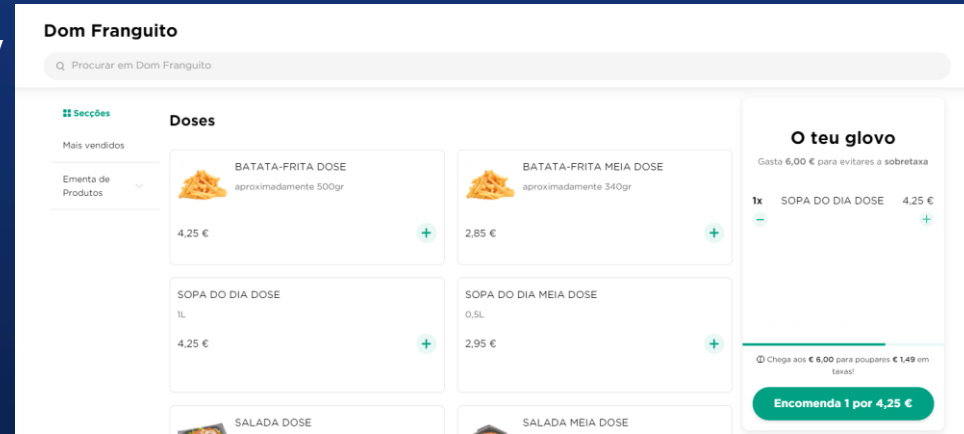 Dom Franguito
Procurar em Dom Franguito
Secções
Mais vendidos
Ementa de
Produtos
Doses
BATATA-FRITA DOSE
aproximadamente 500gr
4,25 €
+
BATATA-FRITA MEIA DOSE
aproximadamente 340gr
2,85 €
+
SOPA DO DIA DOSE
1L
4,25 €
+
SOPA DO DIA MEIA DOSE
0,5L
2,95 €
+
SALADA DOSE
SALADA MEIA DOSE
O teu glovo
Gasta 6,00 € para evitares a sobretaxa
1x SOPA DO DIA DOSE 4,25 €
− +
Chega aos € 6,00 para poupares € 1,49 em
taxas!
Encomenda 1 por 4,25 €